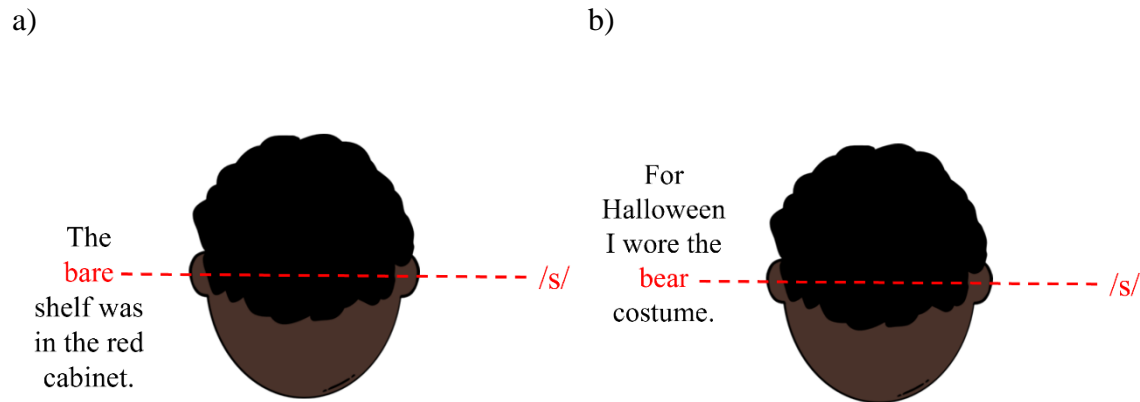 a)
The
bare
shelf was
in the red
cabinet.
/s/
b)
For
Halloween
I wore the
bear
costume.
/s/